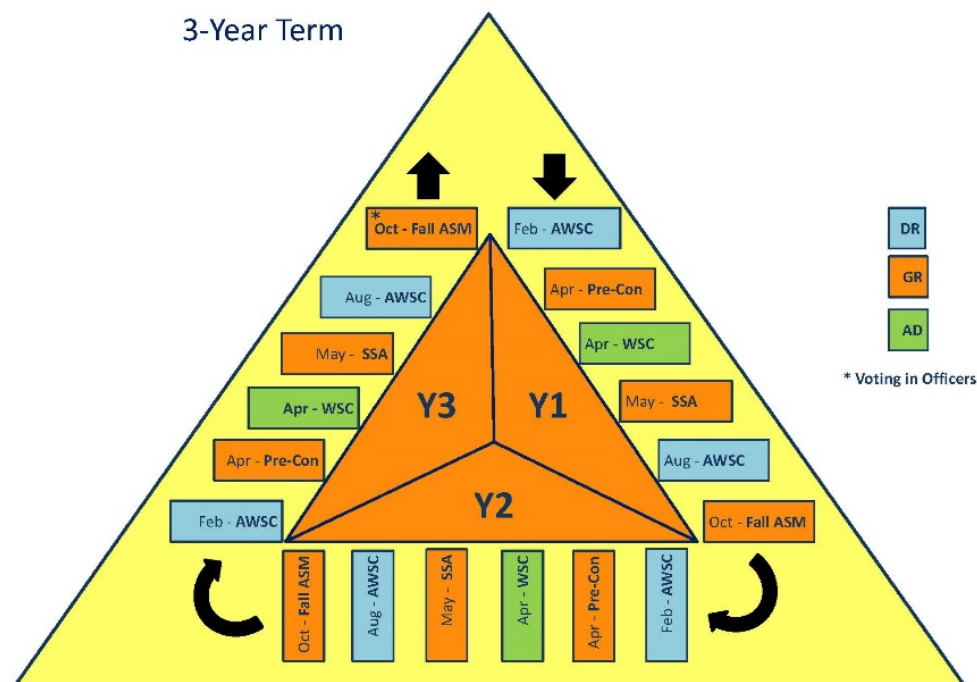 3-Year Term
* Oct - Fall ASM
Feb - AWSC
Aug - AWSC
Apr - Pre-Con
May - SSA
Apr - WSC
Apr - WSC
May - SSA
Apr - Pre-Con
Aug - AWSC
Feb - AWSC
Oct - Fall ASM
Y3
Y1
Y2
Oct - Fall ASM
Aug - AWSC
May - SSA
Apr - WSC
Apr - Pre-Con
Feb - AWSC
DR
GR
AD
* Voting in Officers